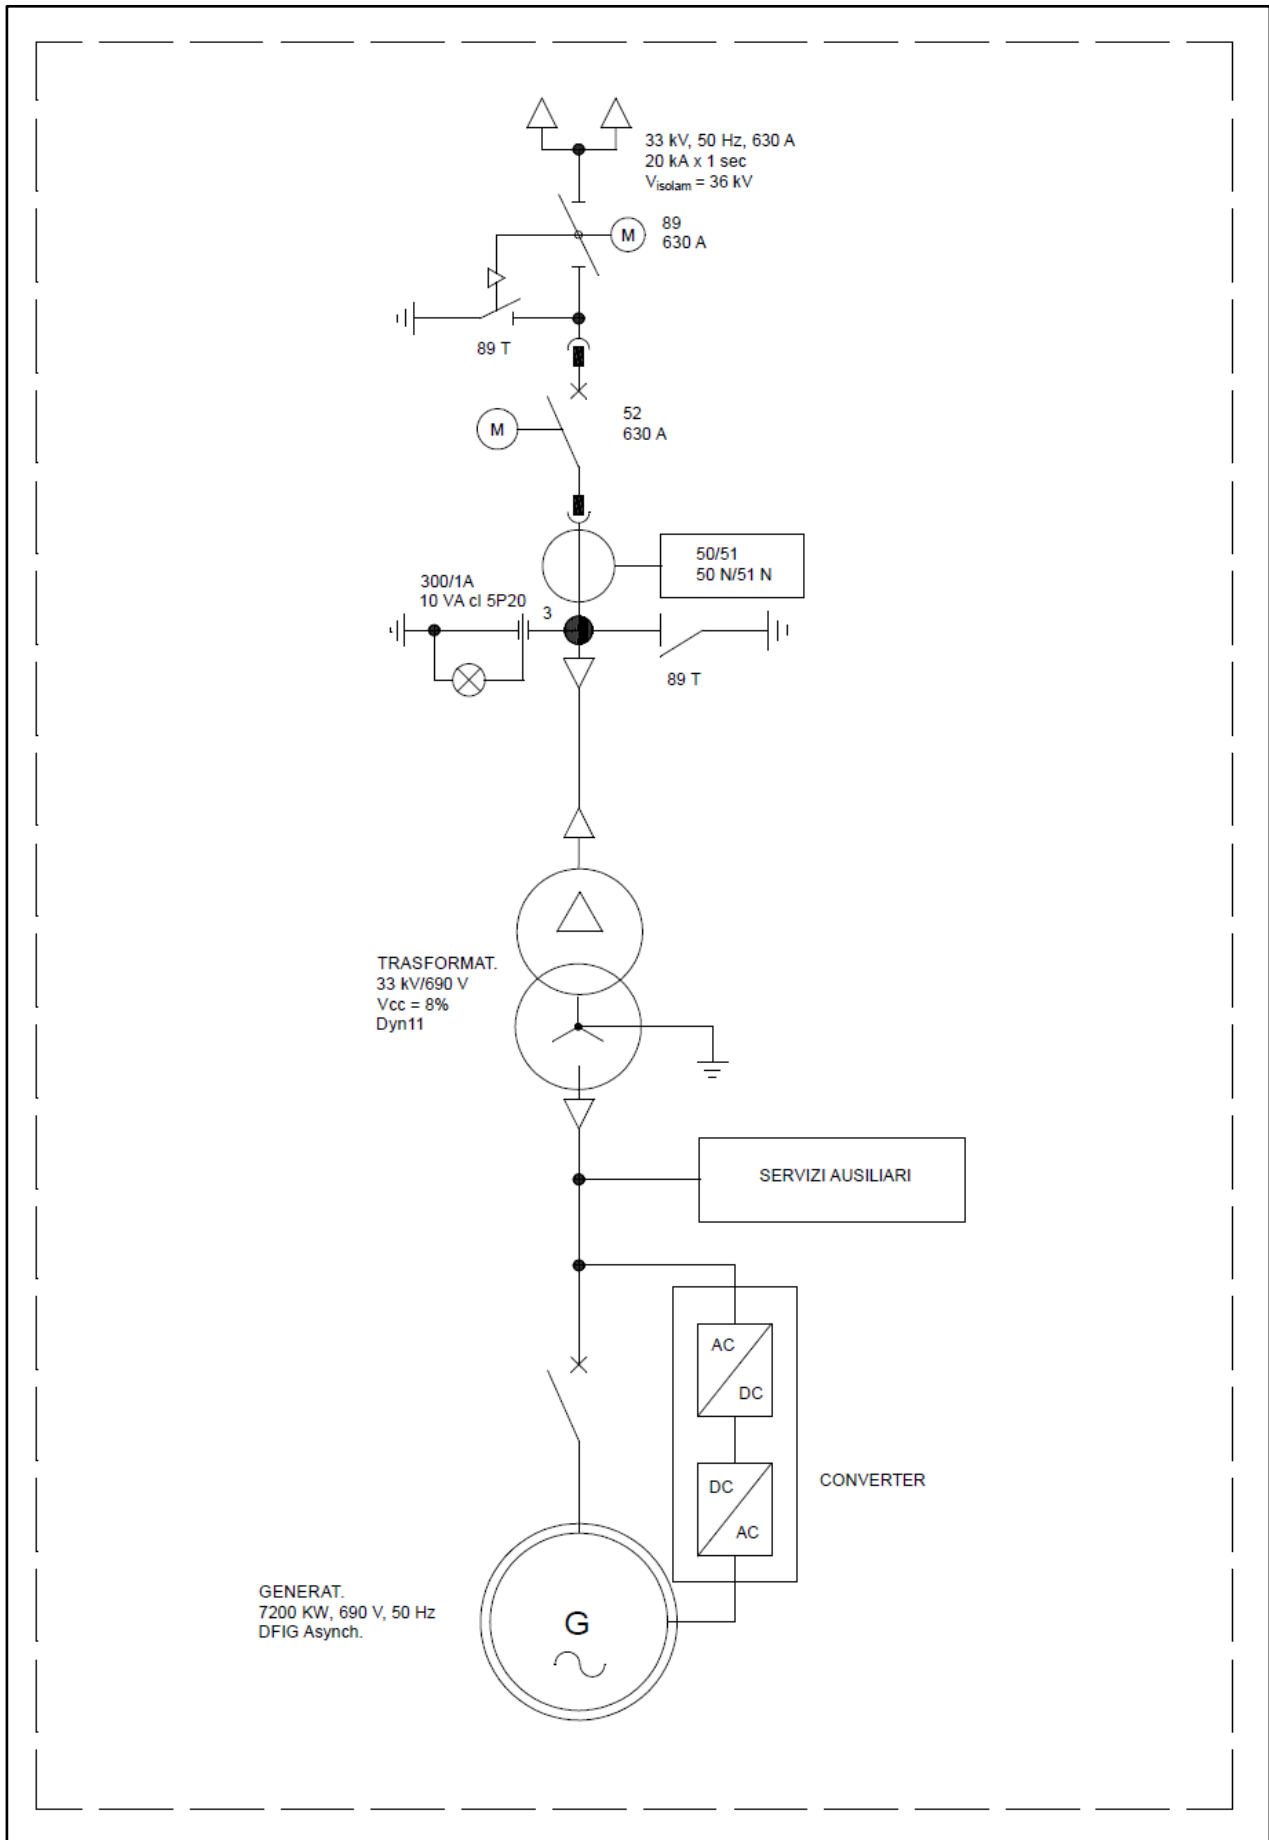 33 kV, 50 Hz, 630 A
20 kA x 1 sec
Visolam = 36 kV
89
630 A
M
89 T
52
630 A
M
50/51
50 N/51 N
300/1A
10 VA cl 5P20
3
89 T
TRASFORMAT.
33 kV/690 V
Vcc = 8%
Dyn11
SERVIZI AUSILIARI
AC
DC
DC
AC
CONVERTER
GENERAT.
7200 KW, 690 V, 50 Hz
DFIG Asynch.
G